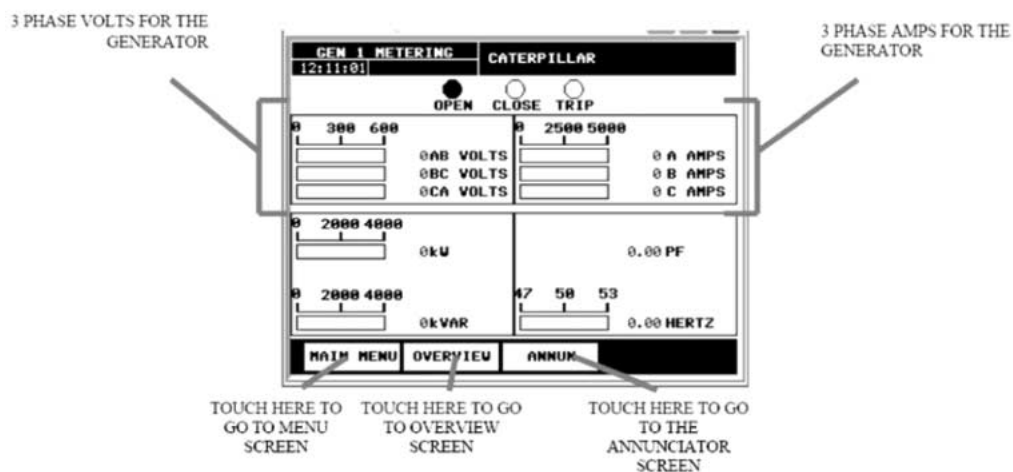 3 PHASE VOLTS FOR THE
GENERATOR
3 PHASE AMPS FOR THE
GENERATOR
GEN 1 METERING
CATERPILLAR
12:11:01
OPEN CLOSE TRIP
0 300 600
0 2500 5000
0AB VOLTS
0 A AMPS
0BC VOLTS
0 B AMPS
0CA VOLTS
0 C AMPS
0 2000 4000
0kW
0.00 PF
0 2000 4000
47 50 53
0kVAR
0.00 HERTZ
MAIN MENU OVERVIEW ANNUN
TOUCH HERE TO
GO TO MENU
SCREEN
TOUCH HERE TO GO
TO OVERVIEW
SCREEN
TOUCH HERE TO GO
TO THE
ANNUNCIATOR
SCREEN